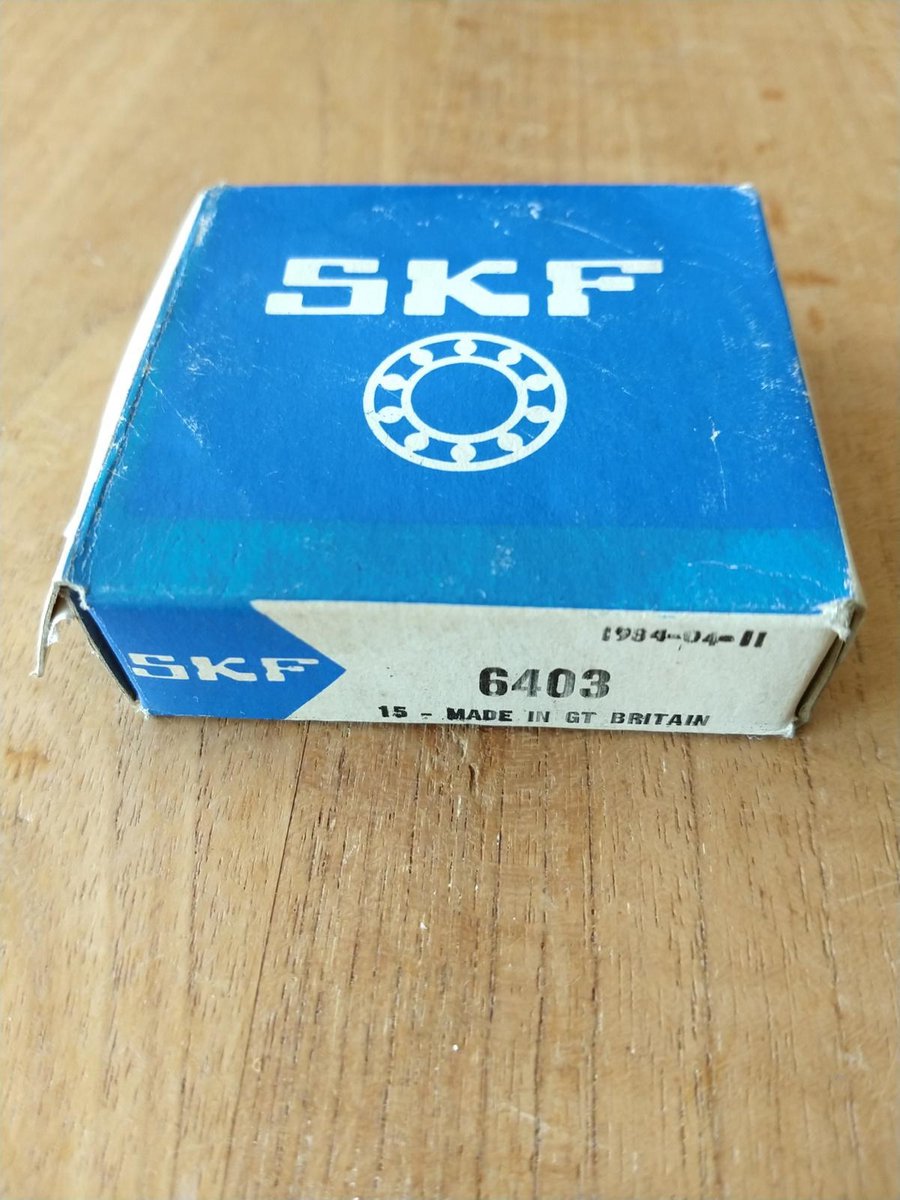 SKF
SKF
1984-04-11
6403
15 - MADE IN GT BRITAIN